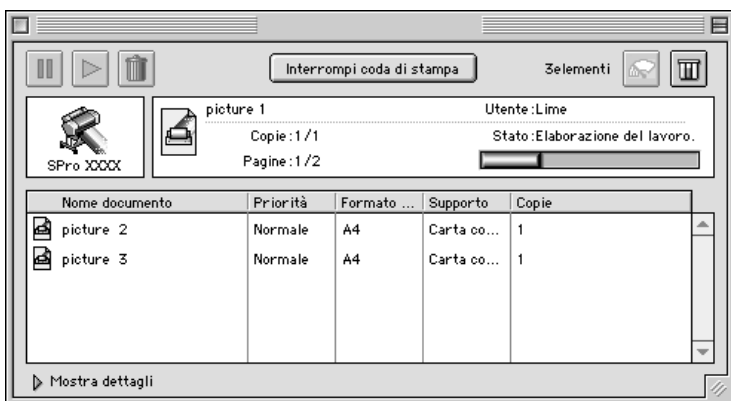 Interrompi coda di stampa 3elementi
picture 1 Utente:Lime
Copie:1/1 Stato:Elaborazione del lavoro.
SPro XXXX Pagine:1/2
Nome documento Priorità Formato ... Supporto Copie
picture 2 Normale A4 Carta co... 1
picture 3 Normale A4 Carta co... 1
Mostra dettagli